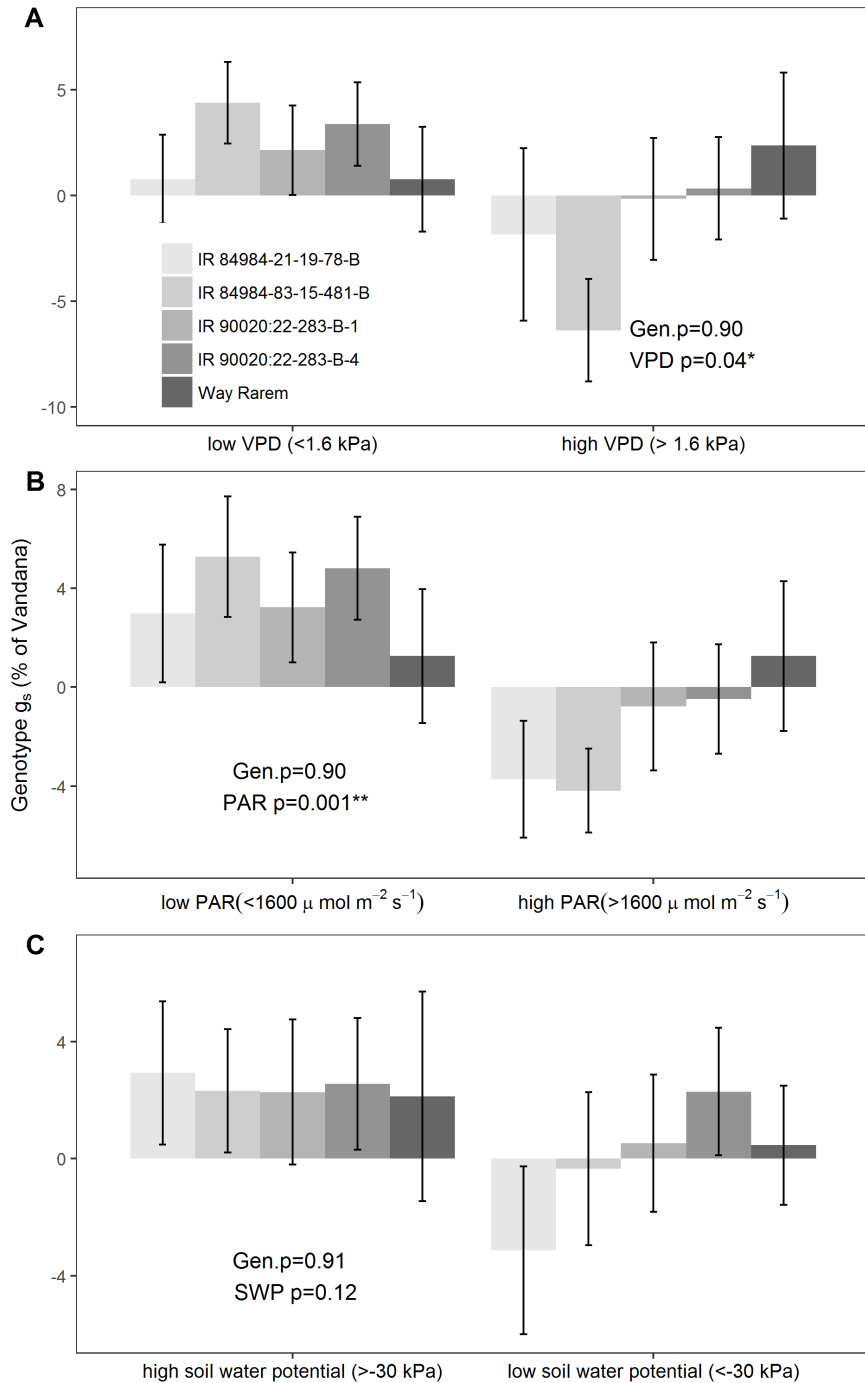 A
5
0
-5
-10
IR 84984-21-19-78-B
IR 84984-83-15-481-B
IR 90020:22-283-B-1
IR 90020:22-283-B-4
Way Rarem
Gen.p=0.90
VPD p=0.04*
low VPD (<1.6 kPa)
high VPD (> 1.6 kPa)
B
Genotype gₛ (% of Vandana)
8
4
0
-4
Gen.p=0.90
PAR p=0.001**
low PAR(<1600 μ mol m⁻² s⁻¹)
high PAR(>1600 μ mol m⁻² s⁻¹)
C
4
0
-4
Gen.p=0.91
SWP p=0.12
high soil water potential (>-30 kPa)
low soil water potential (<-30 kPa)